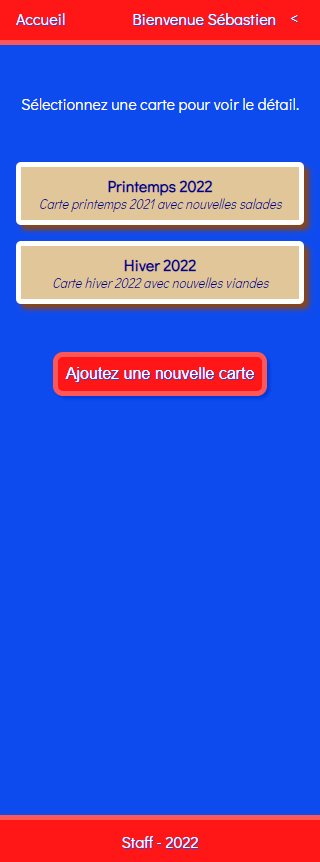 Accueil Bienvenue Sébastien <
Sélectionnez une carte pour voir le détail.
Printemps 2022
Carte printemps 2021 avec nouvelles salades
Hiver 2022
Carte hiver 2022 avec nouvelles viandes
Ajoutez une nouvelle carte
Staff - 2022